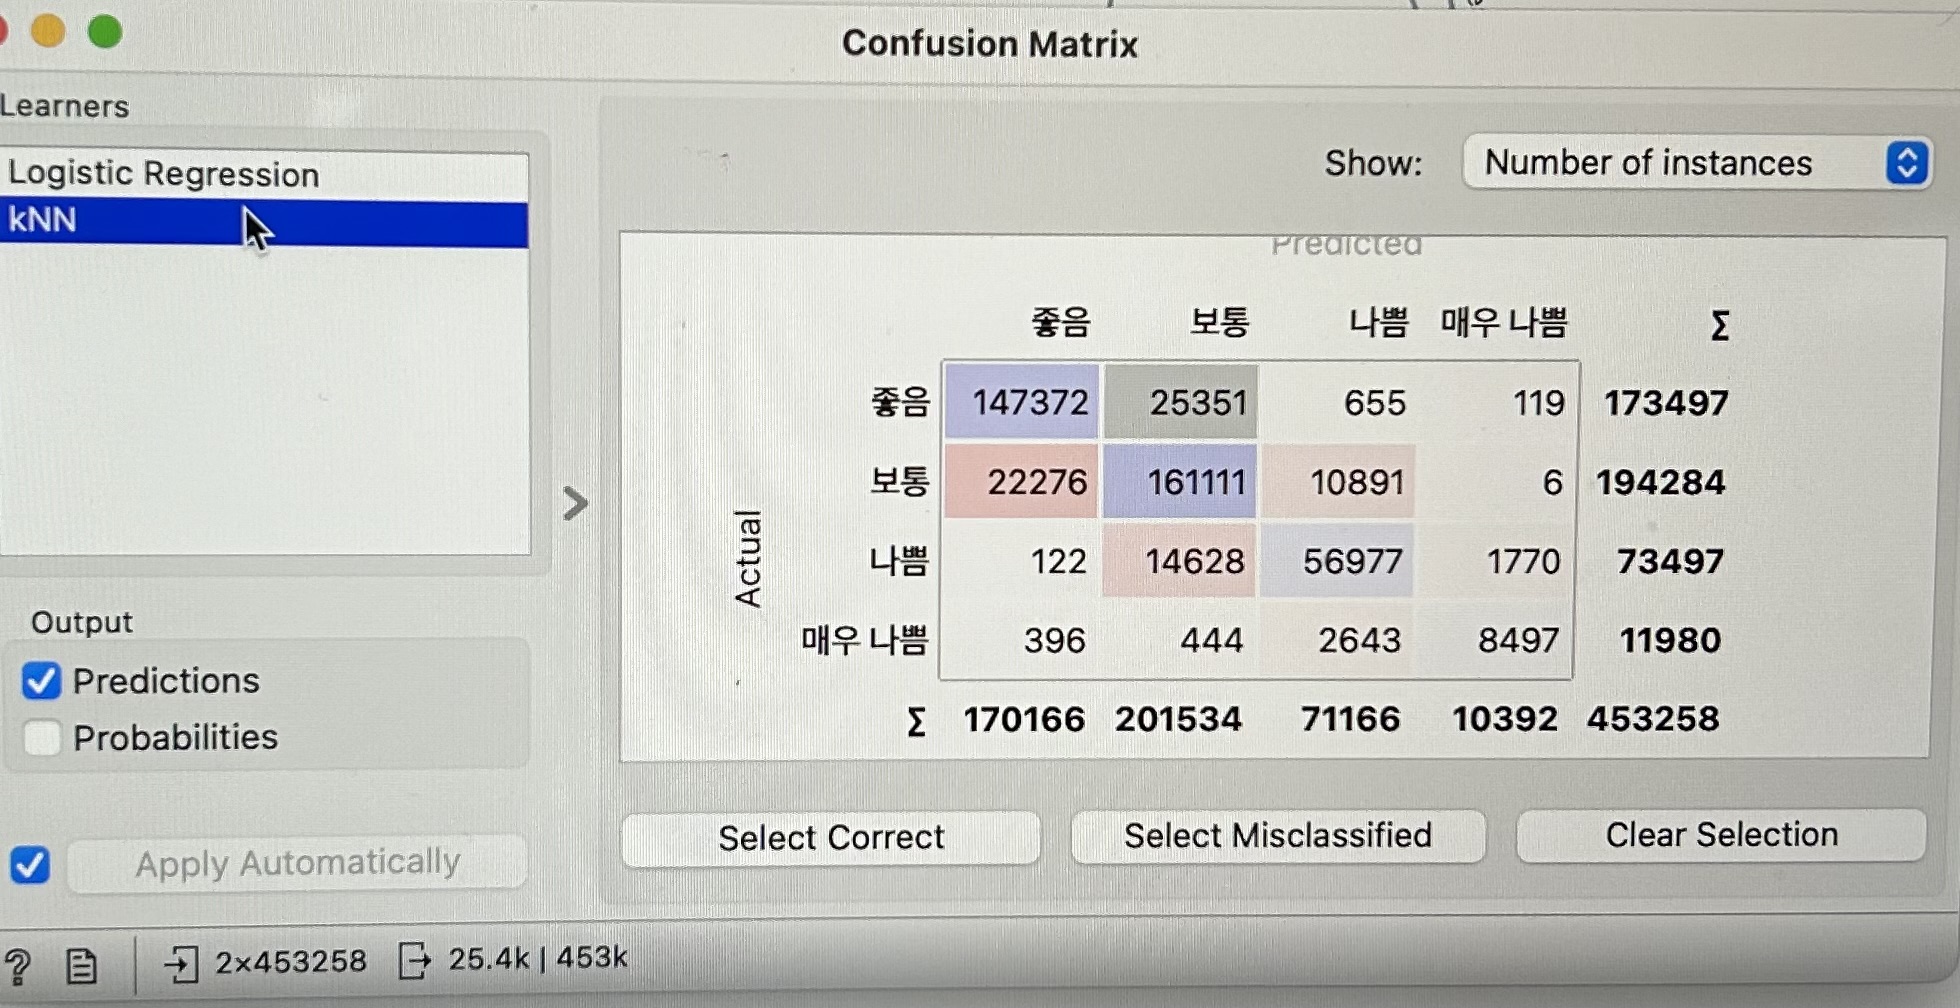 Confusion Matrix
Learners
Logistic Regression
kNN
Show: Number of instances
Predicted
좋음 보통 나쁨 매우 나쁨 Σ
좋음 147372 25351 655 119 173497
보통 22276 161111 10891 6 194284
Actual
나쁨 122 14628 56977 1770 73497
매우 나쁨 396 444 2643 8497 11980
Σ 170166 201534 71166 10392 453258
Output
Predictions
Probabilities
Select Correct Select Misclassified Clear Selection
Apply Automatically
? 2×453258 25.4k | 453k